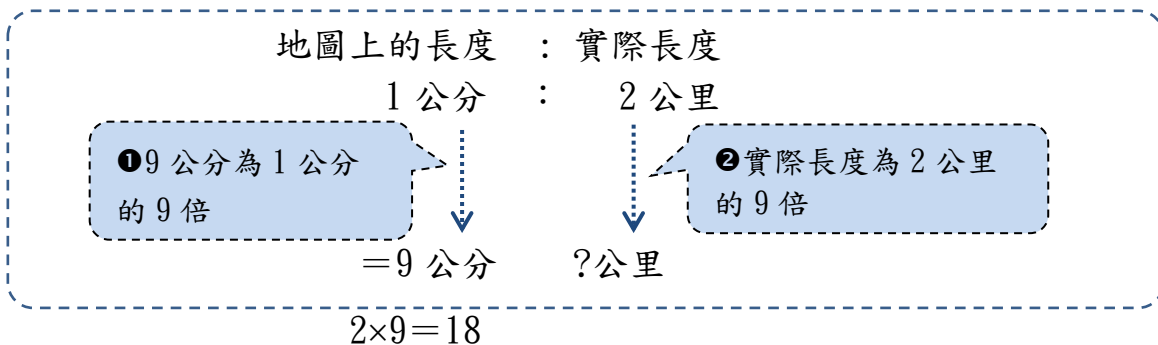 地圖上的長度 : 實際長度
1 公分 : 2 公里
❶9 公分為 1 公分
的 9 倍
❷實際長度為 2 公里
的 9 倍
=9 公分 ?公里
2×9=18